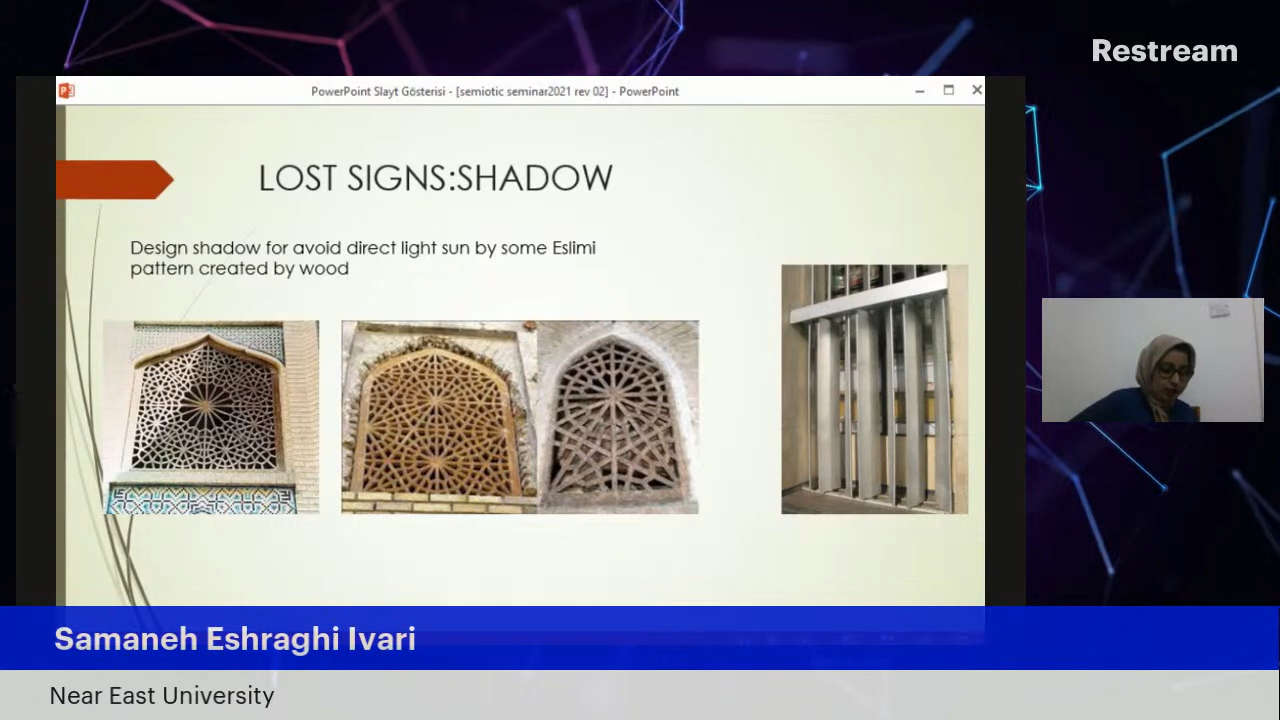 Restream
PowerPoint Slayt Gösterisi - [semiotic seminar2021 rev 02] - PowerPoint
LOST SIGNS:SHADOW
Design shadow for avoid direct light sun by some Eslimi
pattern created by wood
Samaneh Eshraghi Ivari
Near East University